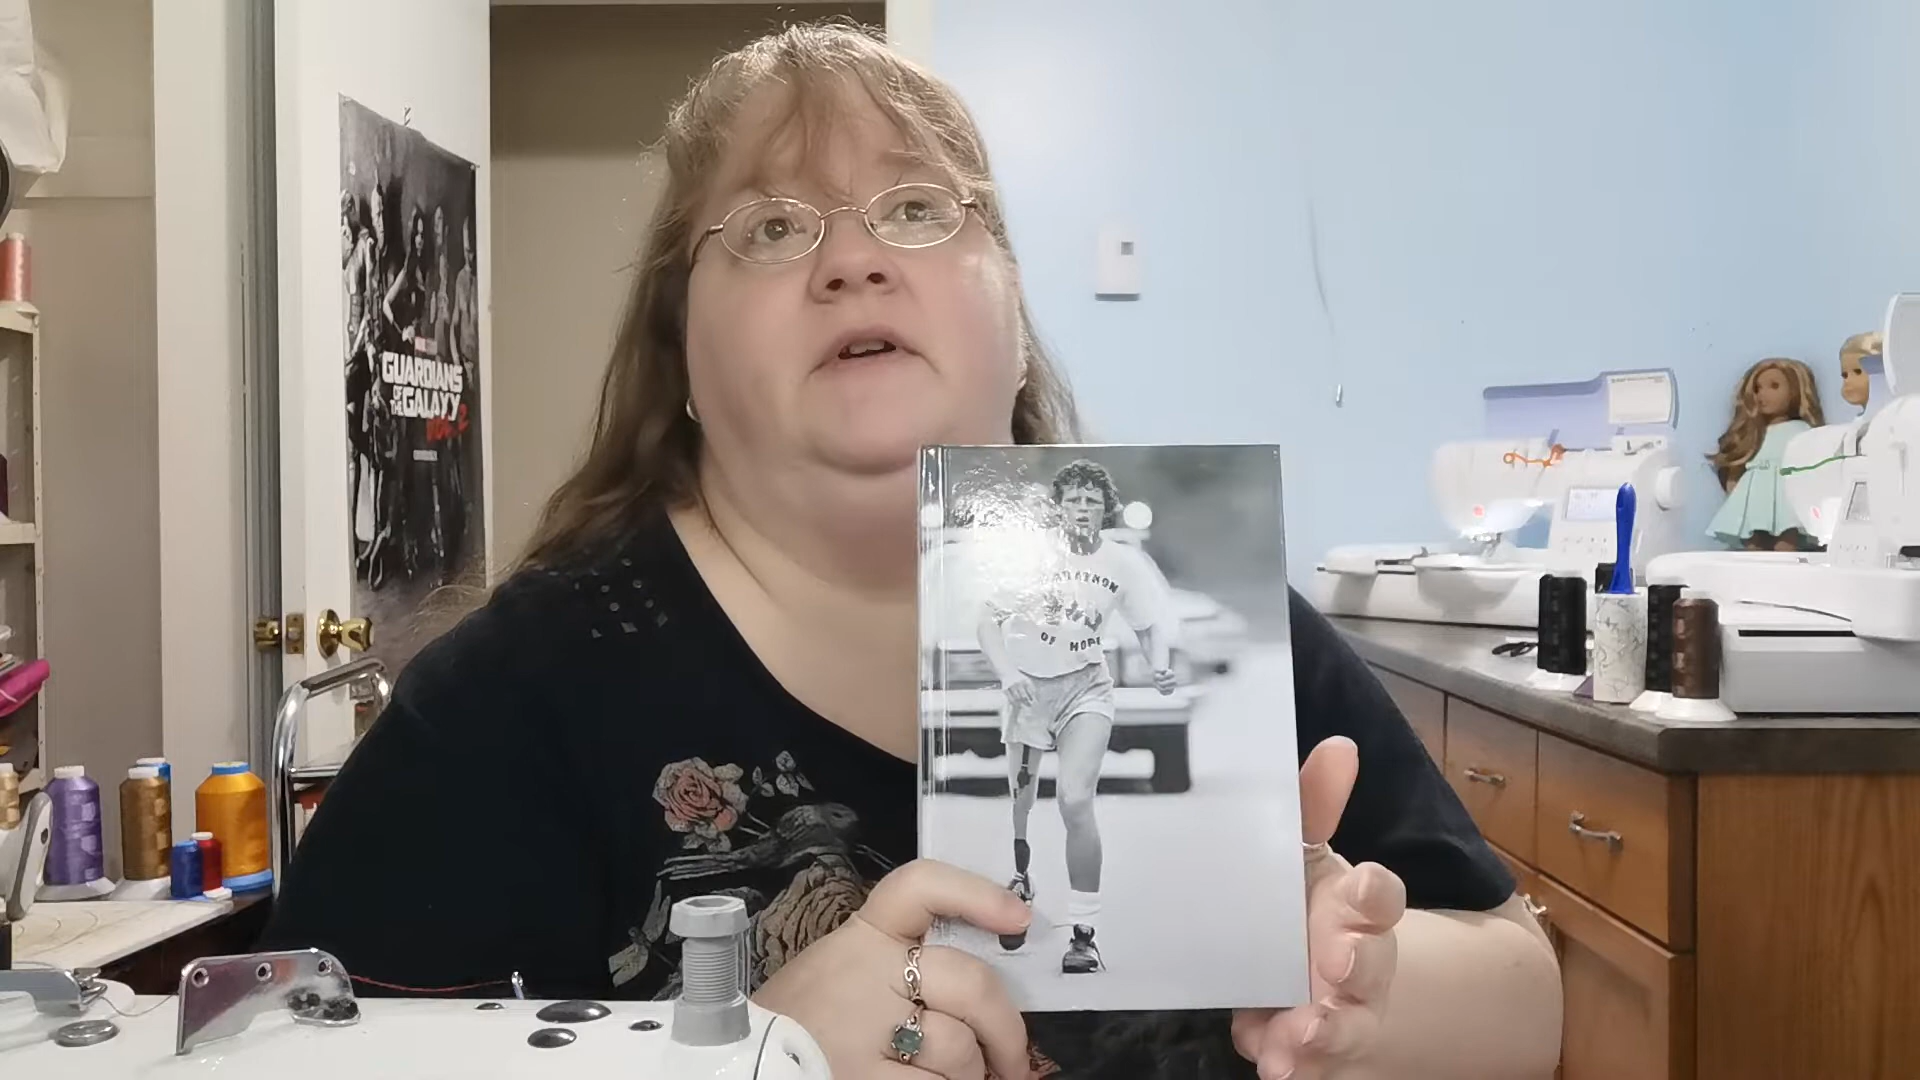 GUARDIANS
OF
THE
GALAXY
VOL. 2
MARATHON
OF HOPE